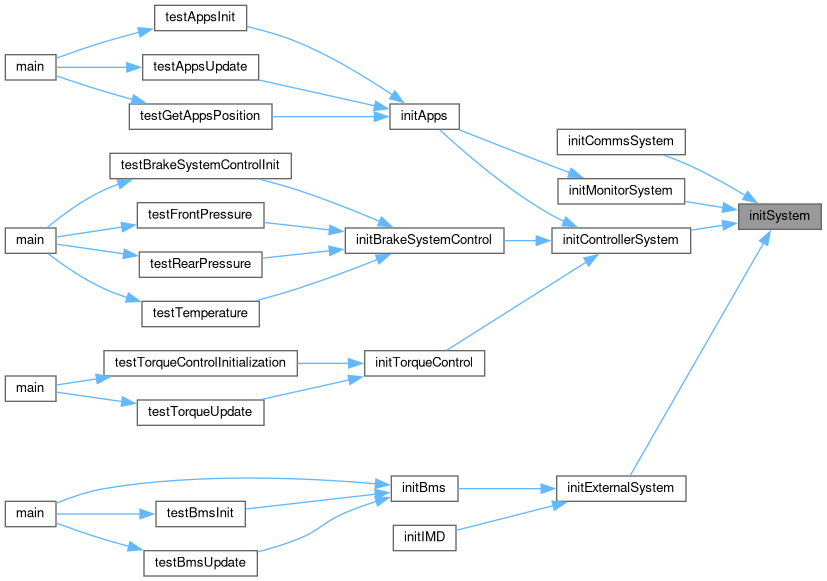 testAppsInit
main
testAppsUpdate
testGetAppsPosition
initApps
initCommsSystem
testBrakeSystemControlInit
initMonitorSystem
testFrontPressure
initSystem
main
initBrakeSystemControl
initControllerSystem
testRearPressure
testTemperature
testTorqueControlInitialization
initTorqueControl
main
testTorqueUpdate
initBms
initExternalSystem
main
testBmsInit
initIMD
testBmsUpdate